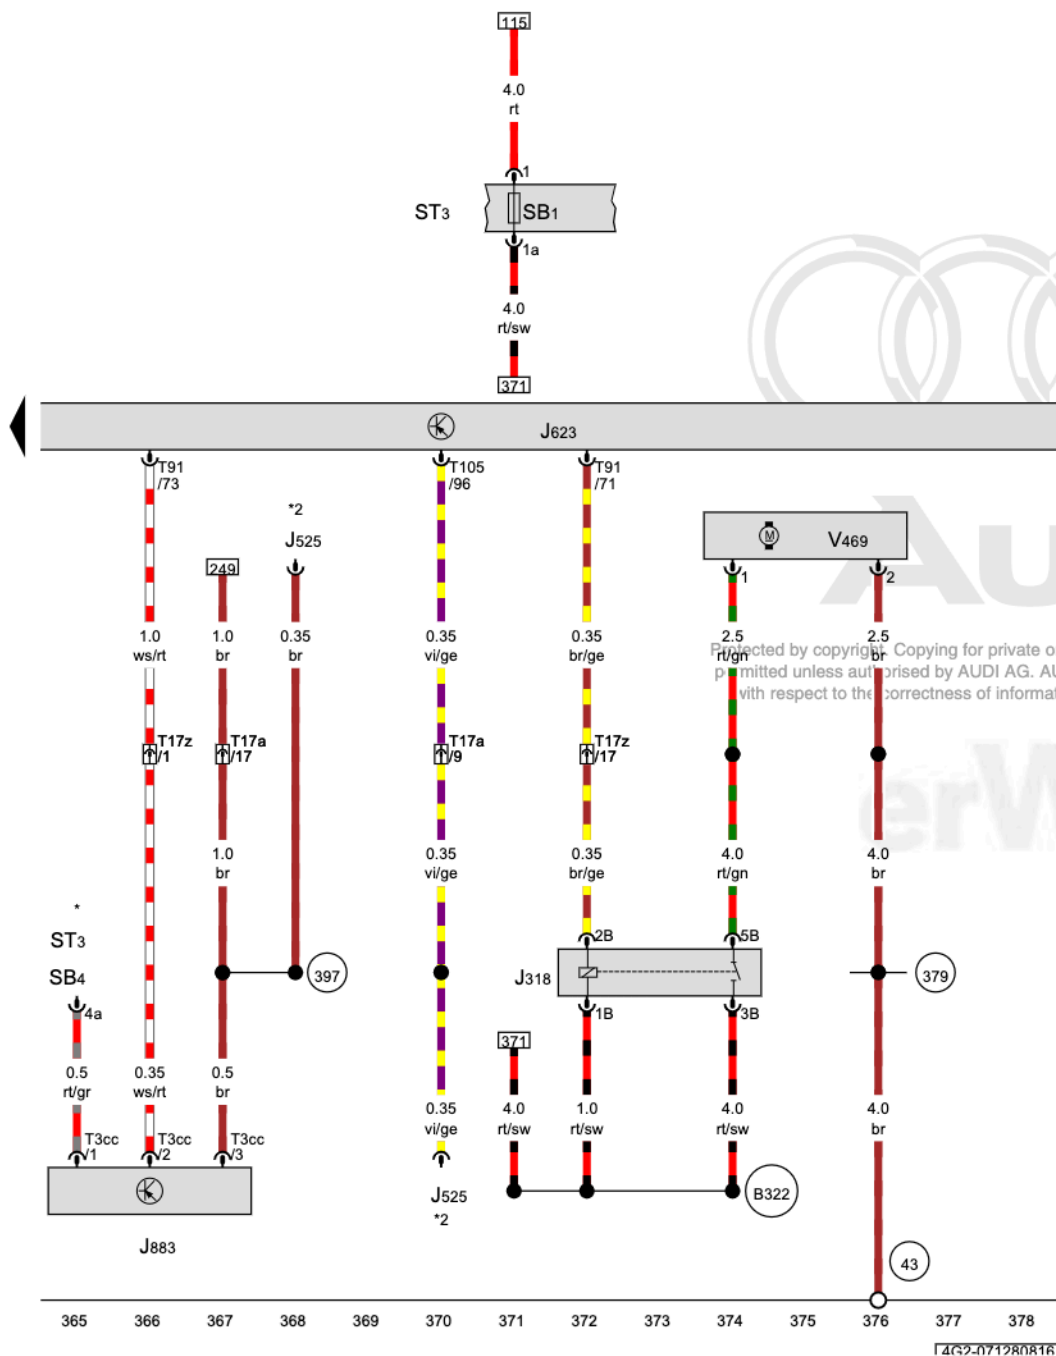 115
4.0
rt
1
ST3
SB1
1a
4.0
rt/sw
371
J623
T91
/73
T105
/96
T91
/71
*2
J525
249
V469
1
2
Au
1.0
ws/rt
1.0
br
0.35
br
0.35
vi/ge
0.35
br/ge
2.5
rt/gn
2.5
br
Protected by copyright. Copying for private o
permitted unless authorised by AUDI AG. AU
with respect to the correctness of informat
T17z
/1
T17a
/17
T17a
/9
T17z
/17
erW
1.0
br
0.35
vi/ge
0.35
br/ge
4.0
rt/gn
4.0
br
*
ST3
SB4
4a
2B
5B
397
J318
379
1B
3B
371
0.5
rt/gr
0.35
ws/rt
0.5
br
0.35
vi/ge
4.0
rt/sw
1.0
rt/sw
4.0
rt/sw
4.0
br
T3cc
/1
T3cc
/2
T3cc
/3
J525
*2
B322
J883
43
365 366 367 368 369 370 371 372 373 374 375 376 377 378
4G2-071280816